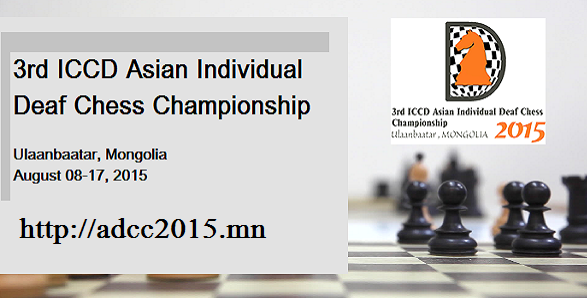 3rd ICCD Asian Individual
Deaf Chess Championship
Ulaanbaatar, Mongolia
August 08-17, 2015
http://adcc2015.mn
3rd ICCD Asian Individual Deaf Chess
Championship
Ulaanbaatar, MONGOLIA 2015